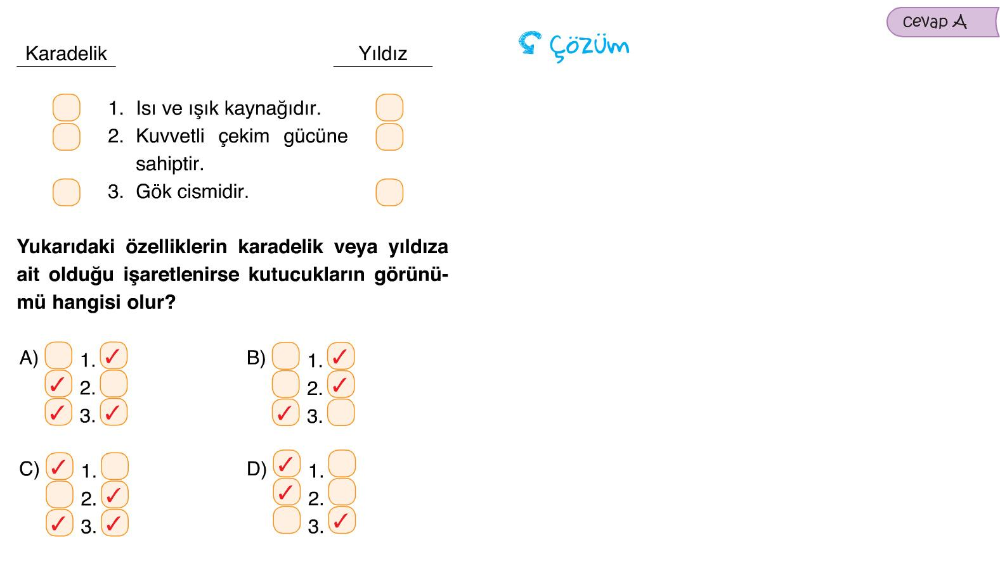 Cevap A
Çözüm
Karadelik Yıldız
1. Isı ve ışık kaynağıdır.
2. Kuvvetli çekim gücüne
sahiptir.
3. Gök cismidir.
Yukarıdaki özelliklerin karadelik veya yıldıza
ait olduğu işaretlenirse kutucukların görünü-
mü hangisi olur?
A) 1. ✓
✓ 2.
✓ 3. ✓
B) 1. ✓
2. ✓
✓ 3.
C) ✓ 1.
2. ✓
✓ 3. ✓
D) ✓ 1.
✓ 2.
3. ✓